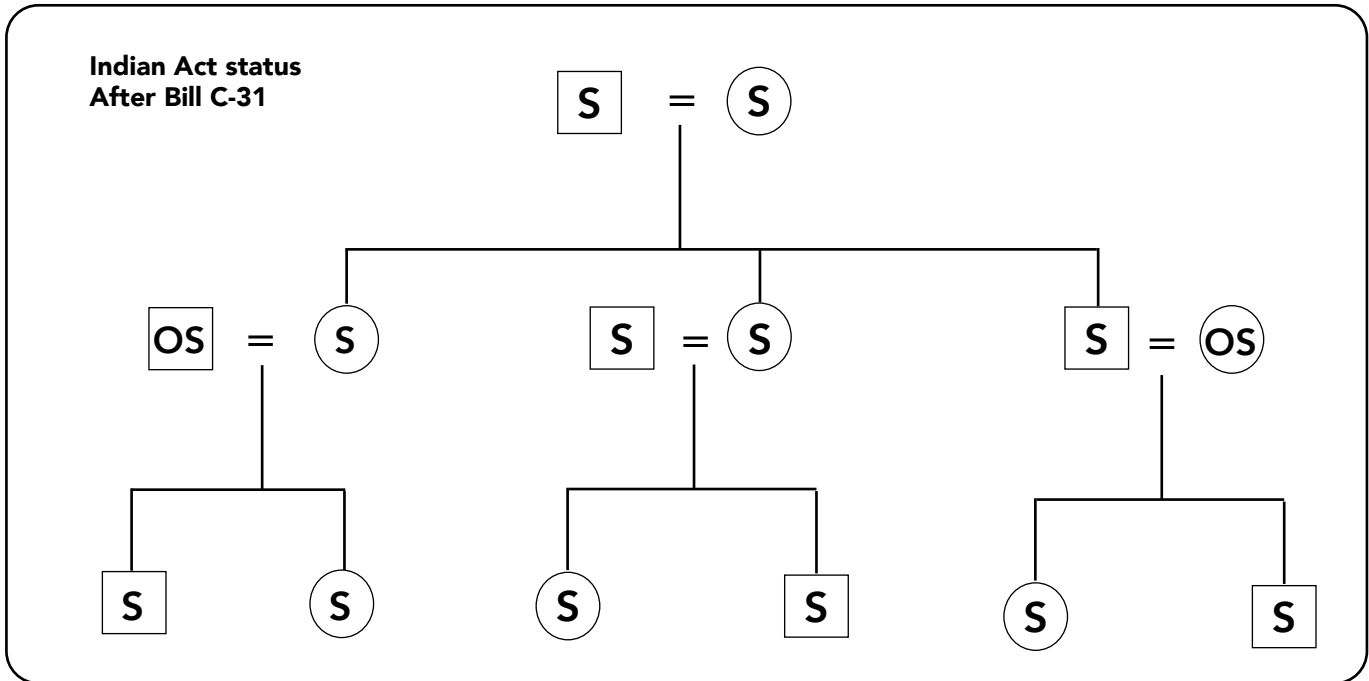 Indian Act status
After Bill C-31
S = S
OS = S S = S S = OS
S S S S S S